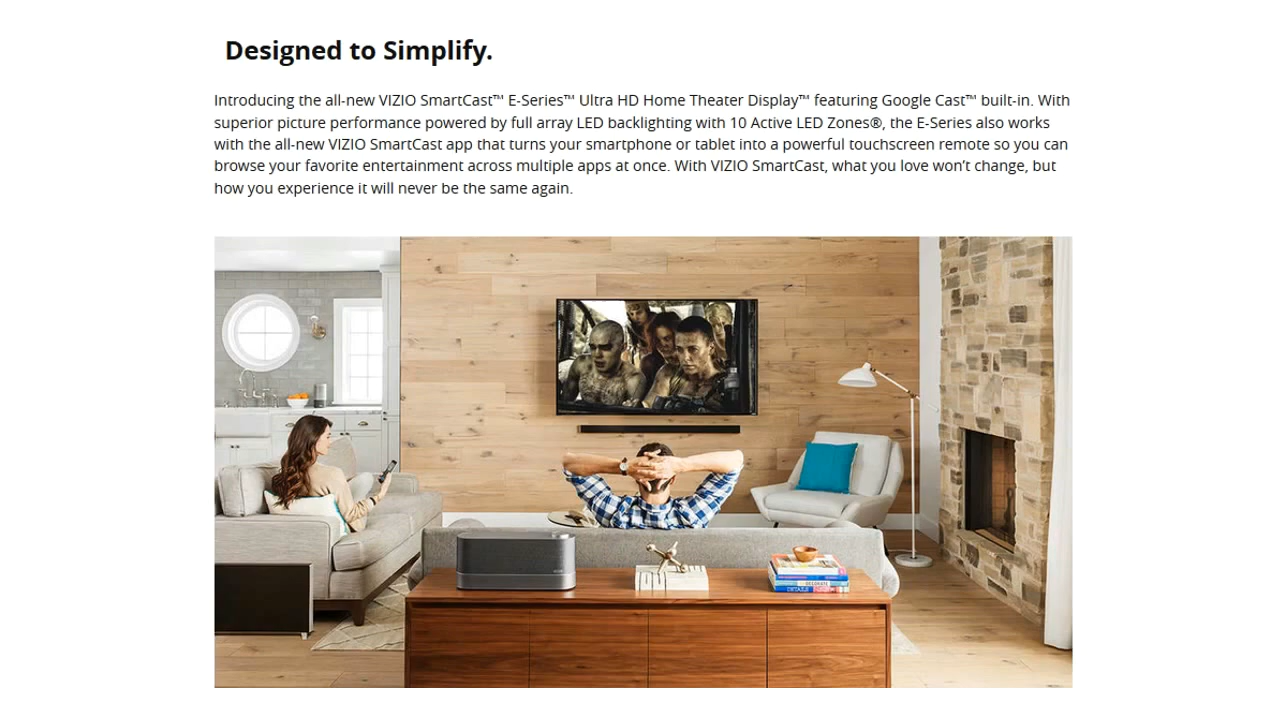 Designed to Simplify.
Introducing the all-new VIZIO SmartCast™ E-Series™ Ultra HD Home Theater Display™ featuring Google Cast™ built-in. With
superior picture performance powered by full array LED backlighting with 10 Active LED Zones®, the E-Series also works
with the all-new VIZIO SmartCast app that turns your smartphone or tablet into a powerful touchscreen remote so you can
browse your favorite entertainment across multiple apps at once. With VIZIO SmartCast, what you love won’t change, but
how you experience it will never be the same again.
DECORATE
DETAILS